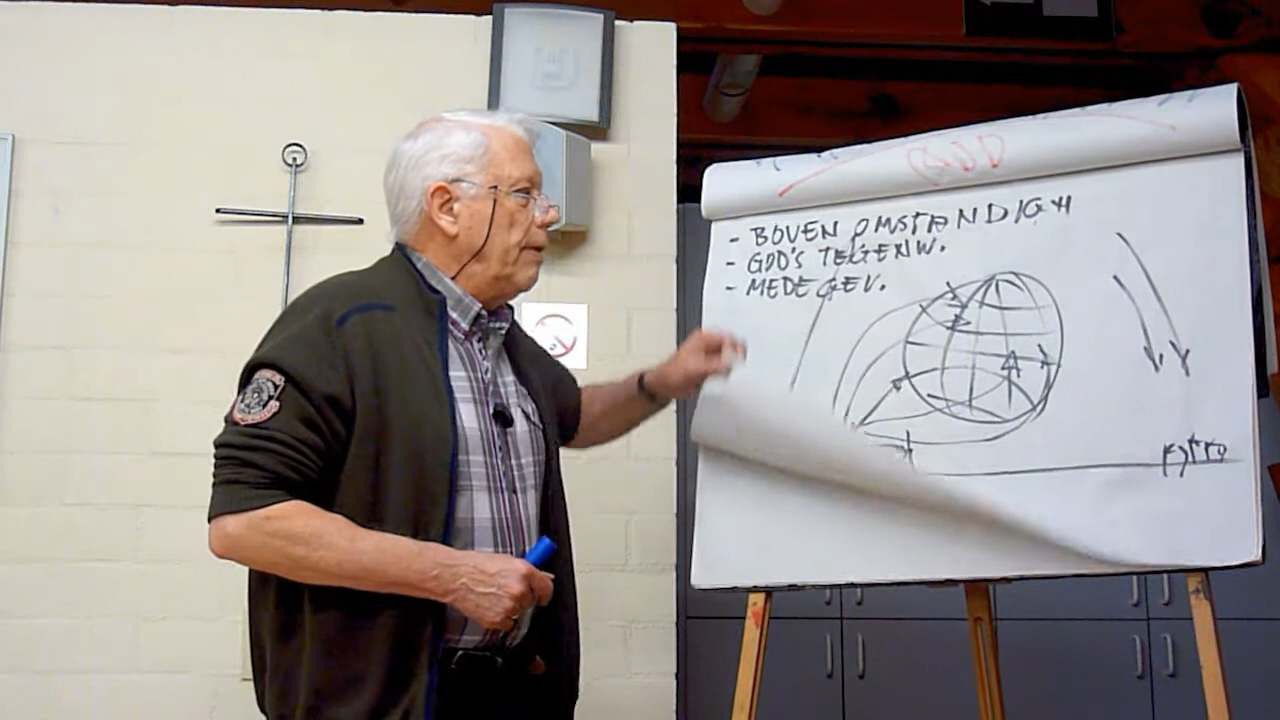 GOD
- BOVEN OMSTANDIGH
- GOD'S TEGENW.
- MEDEGEV.